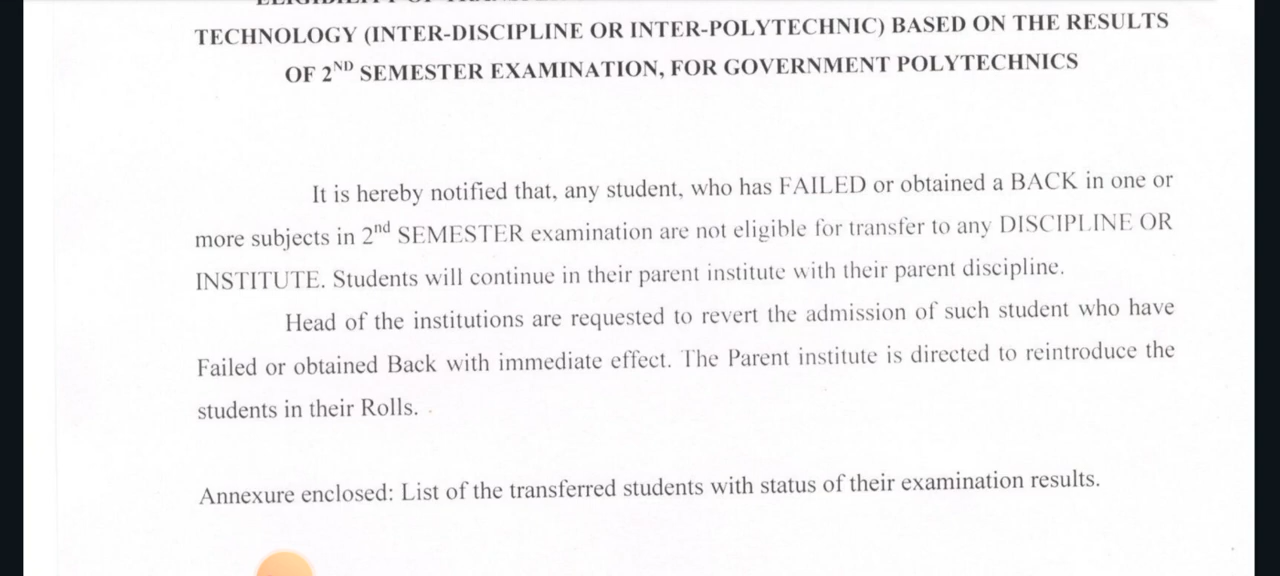 TECHNOLOGY (INTER-DISCIPLINE OR INTER-POLYTECHNIC) BASED ON THE RESULTS
OF 2ND SEMESTER EXAMINATION, FOR GOVERNMENT POLYTECHNICS
It is hereby notified that, any student, who has FAILED or obtained a BACK in one or
more subjects in 2nd SEMESTER examination are not eligible for transfer to any DISCIPLINE OR
INSTITUTE. Students will continue in their parent institute with their parent discipline.
Head of the institutions are requested to revert the admission of such student who have
Failed or obtained Back with immediate effect. The Parent institute is directed to reintroduce the
students in their Rolls.
Annexure enclosed: List of the transferred students with status of their examination results.